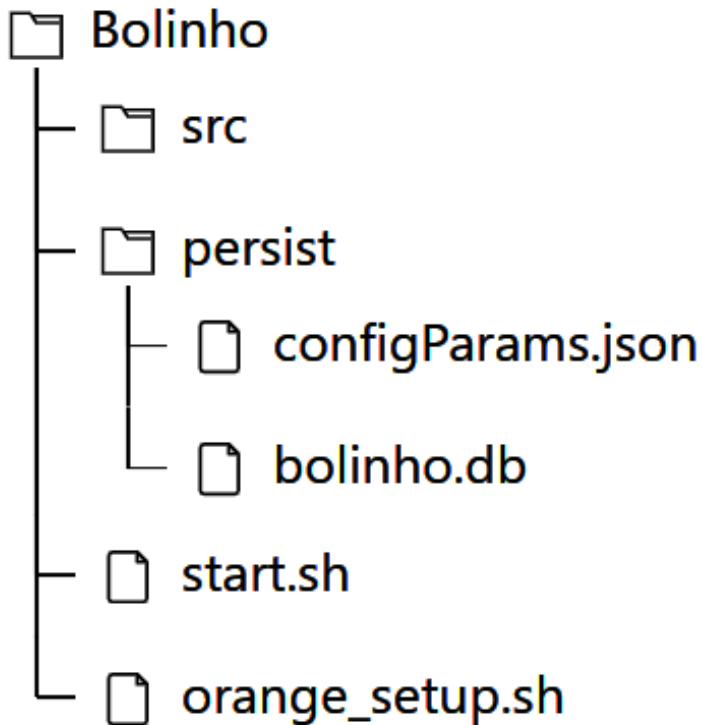 Bolinho
src
persist
configParams.json
bolinho.db
start.sh
orange_setup.sh